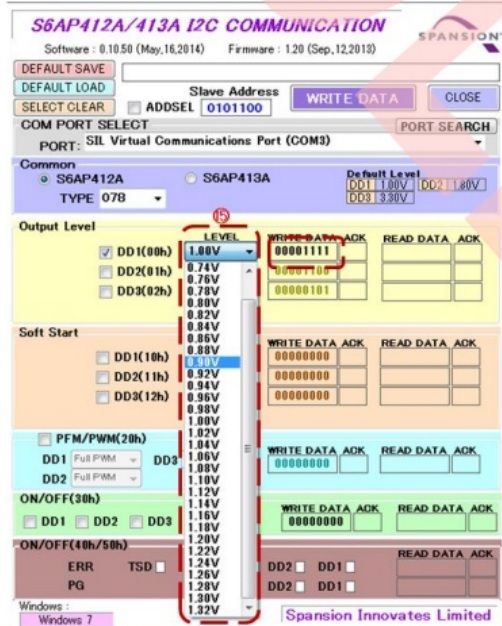 S6AP412A/413A I2C COMMUNICATION
SPANSION
Software : 0.10.50 (May,16,2014) Firmware : 1.20 (Sep,12,2013)
DEFAULT SAVE
DEFAULT LOAD
Slave Address
WRITE DATA
CLOSE
SELECT CLEAR
ADDSEL
0101100
COM PORT SELECT
PORT SEARCH
PORT: SIL Virtual Communications Port (COM3)
Common
S6AP412A
S6AP413A
Default Level
DD1 1.00V DD2 1.80V
DD3 3.30V
TYPE 078
Output Level
⑮
LEVEL
WRITE DATA ACK
READ DATA ACK
DD1(00h) 1.00V 00001111
DD2(01h) 00001100
DD3(02h) 00000101
0.74V
0.76V
0.78V
0.80V
0.82V
0.84V
0.86V
0.88V
0.90V
0.92V
0.94V
0.96V
0.98V
1.00V
1.02V
1.04V
1.06V
1.08V
1.10V
1.12V
1.14V
1.16V
1.18V
1.20V
1.22V
1.24V
1.26V
1.28V
1.30V
1.32V
Soft Start
WRITE DATA ACK
READ DATA ACK
DD1(10h) 00000000
DD2(11h) 00000000
DD3(12h) 00000000
PFM/PWM(20h)
WRITE DATA ACK
READ DATA ACK
DD1 Full PWM DD3
00000000
DD2 Full PWM
ON/OFF(30h)
WRITE DATA ACK
READ DATA ACK
DD1 DD2 DD3
00000000
ON/OFF(40h/50h)
READ DATA ACK
ERR TSD DD2 DD1
PG DD2 DD1
Windows :
Windows 7
Spansion Innovates Limited